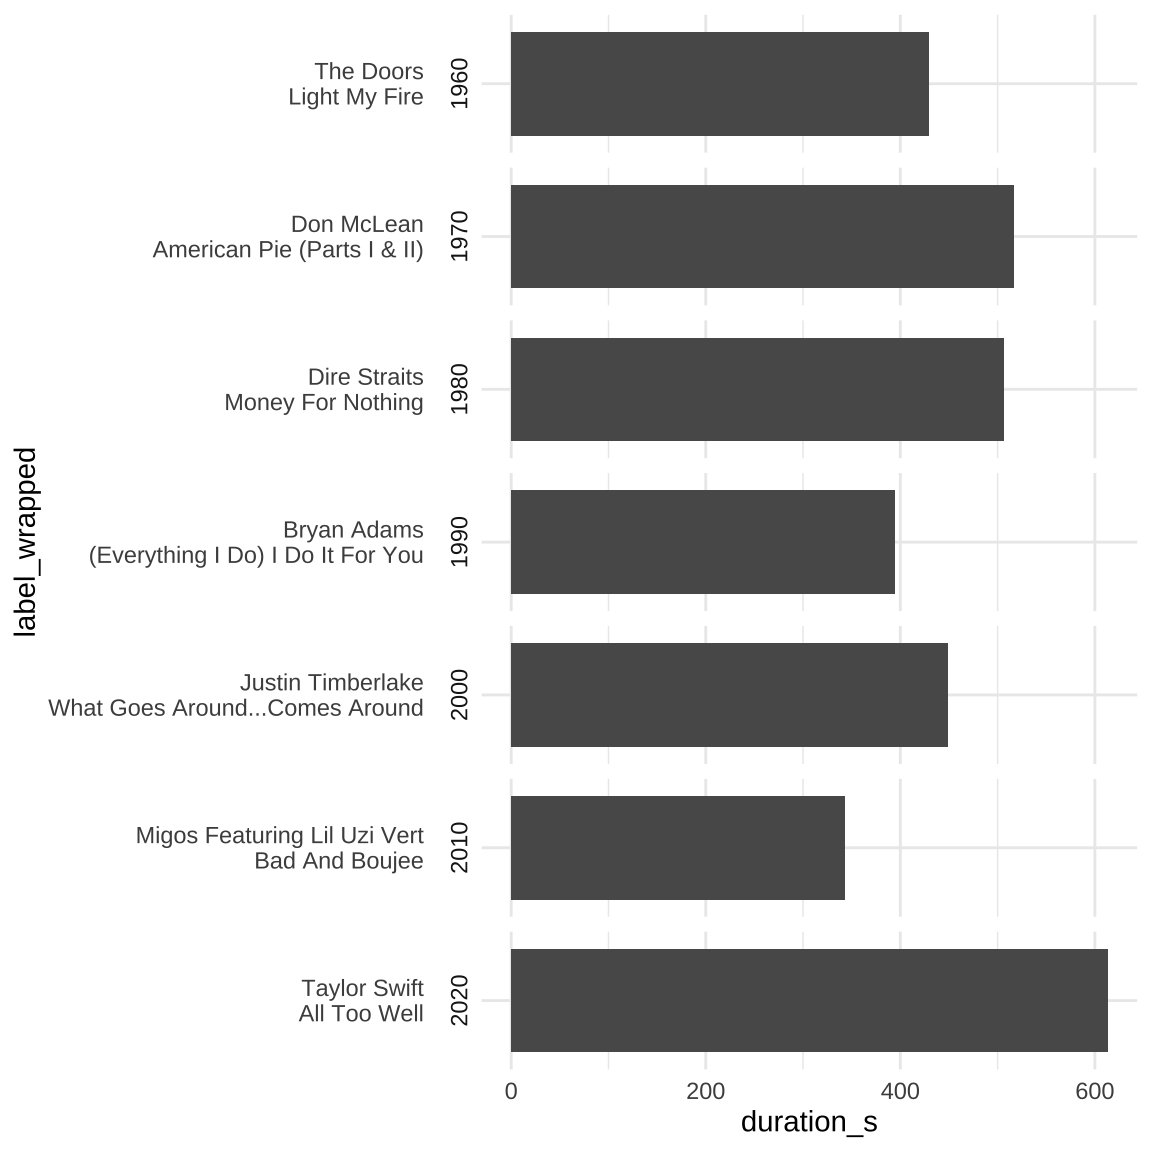 The Doors
Light My Fire
1960
Don McLean
American Pie (Parts I & II)
1970
Dire Straits
Money For Nothing
1980
Bryan Adams
(Everything I Do) I Do It For You
1990
Justin Timberlake
What Goes Around...Comes Around
2000
Migos Featuring Lil Uzi Vert
Bad And Boujee
2010
Taylor Swift
All Too Well
2020
label_wrapped
0 200 400 600
duration_s